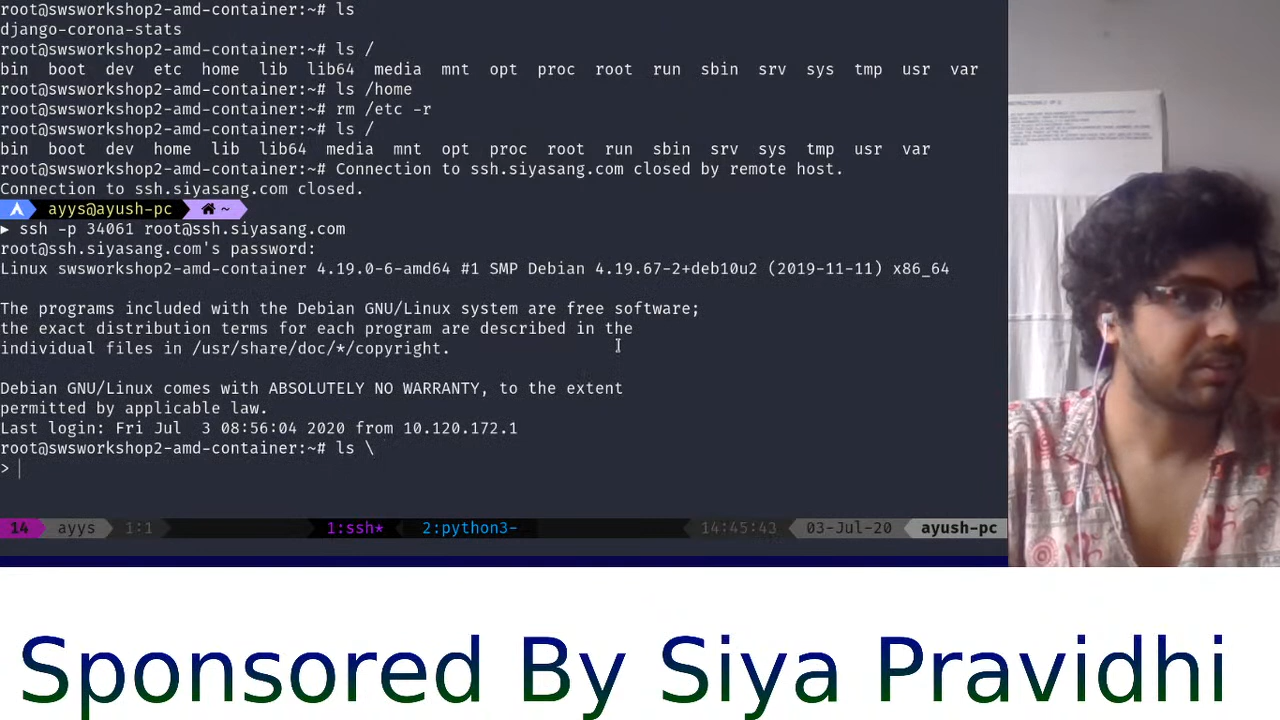 root@swsworkshop2-amd-container:~# ls
django-corona-stats
root@swsworkshop2-amd-container:~# ls /
bin  boot  dev  etc  home  lib  lib64  media  mnt  opt  proc  root  run  sbin  srv  sys  tmp  usr  var
root@swsworkshop2-amd-container:~# ls /home
root@swsworkshop2-amd-container:~# rm /etc -r
root@swsworkshop2-amd-container:~# ls /
bin  boot  dev  home  lib  lib64  media  mnt  opt  proc  root  run  sbin  srv  sys  tmp  usr  var
root@swsworkshop2-amd-container:~# Connection to ssh.siyasang.com closed by remote host.
Connection to ssh.siyasang.com closed.
ayys@ayush-pc ~
▶ ssh -p 34061 root@ssh.siyasang.com
root@ssh.siyasang.com's password:
Linux swsworkshop2-amd-container 4.19.0-6-amd64 #1 SMP Debian 4.19.67-2+deb10u2 (2019-11-11) x86_64
The programs included with the Debian GNU/Linux system are free software;
the exact distribution terms for each program are described in the
individual files in /usr/share/doc/*/copyright.
Debian GNU/Linux comes with ABSOLUTELY NO WARRANTY, to the extent
permitted by applicable law.
Last login: Fri Jul  3 08:56:04 2020 from 10.120.172.1
root@swsworkshop2-amd-container:~# ls \
>
14 ayys 1:1 1:ssh* 2:python3- 14:45:43 03-Jul-20 ayush-pc
Sponsored By Siya Pravidhi